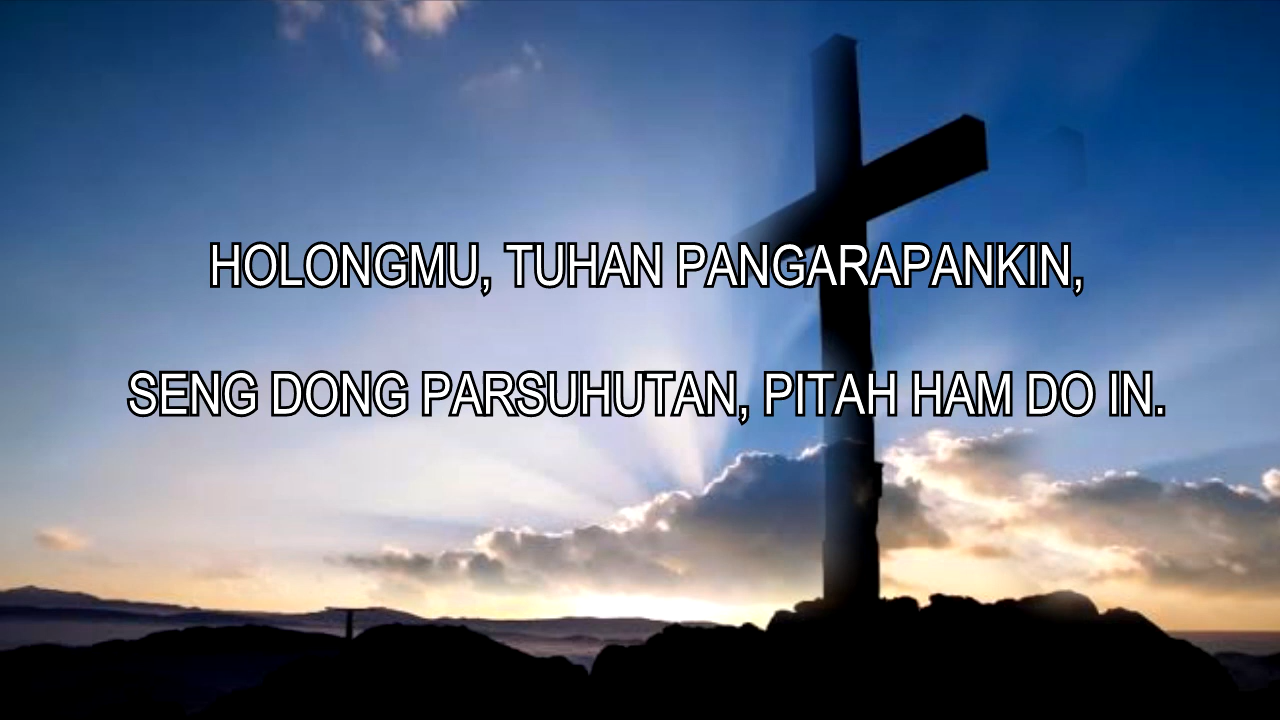 HOLONGMU, TUHAN PANGARAPANKIN,
SENG DONG PARSUHUTAN, PITAH HAM DO IN.